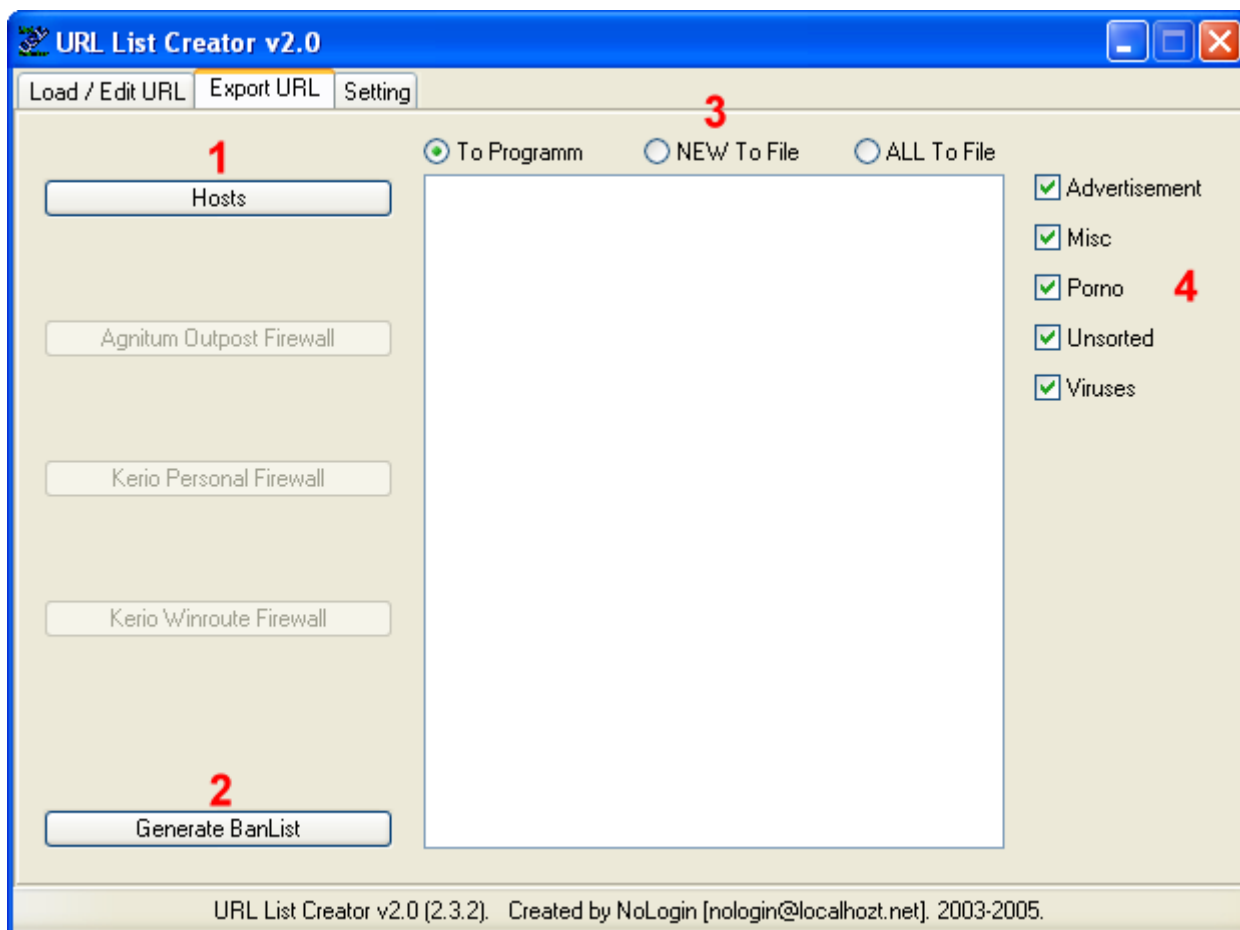 URL List Creator v2.0
Load / Edit URL Export URL Setting
3
To Programm NEW To File ALL To File
1
Hosts
Advertisement
Misc
Porno 4
Unsorted
Viruses
Agnitum Outpost Firewall
Kerio Personal Firewall
Kerio Winroute Firewall
2
Generate BanList
URL List Creator v2.0 (2.3.2). Created by NoLogin [nologin@localhozt.net]. 2003-2005.